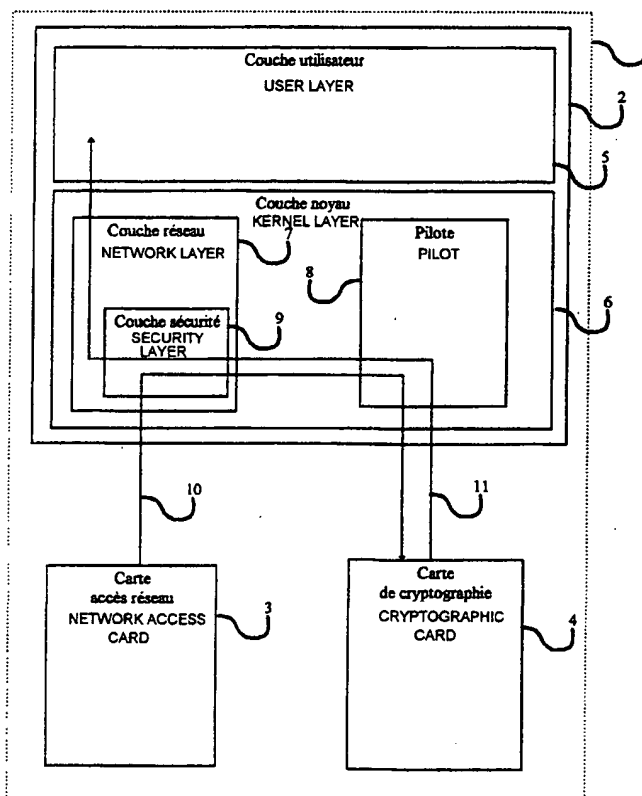 Couche utilisateur
USER LAYER
2
5
Couche noyau
KERNEL LAYER
Couche réseau
NETWORK LAYER
7
Pilote
PILOT
8
6
Couche sécurité
SECURITY
LAYER
9
10
11
Carte
accès réseau
NETWORK ACCESS
CARD
3
Carte
de cryptographie
CRYPTOGRAPHIC
CARD
4